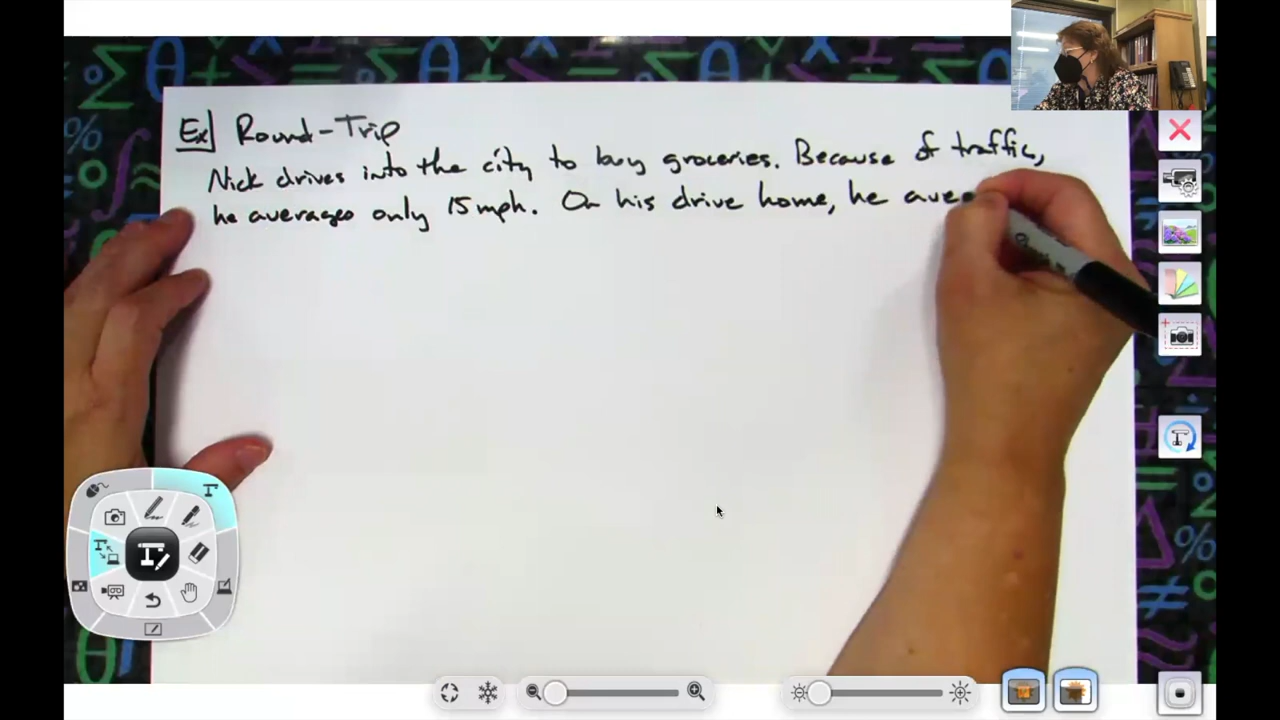 Ex Round-Trip
Nick drives into the city to buy groceries. Because of traffic,
he averages only 15 mph. On his drive home, he ave